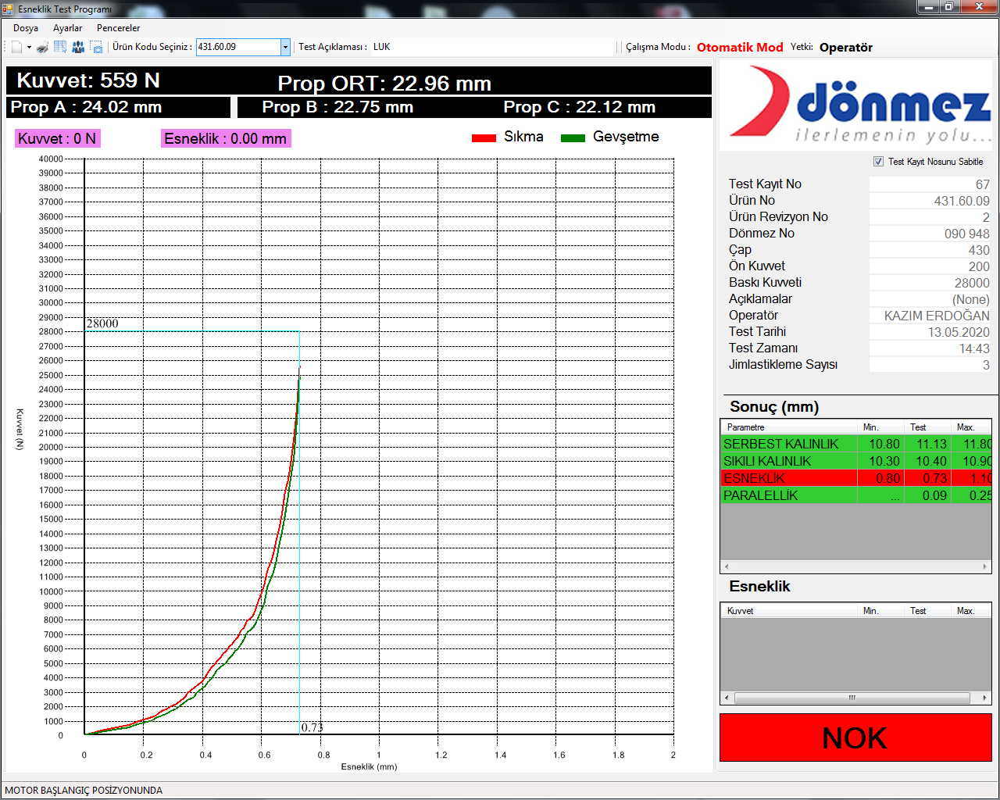 Esneklik Test Programı
Dosya Ayarlar Pencereler
Ürün Kodu Seçiniz : 431.60.09 Test Açıklaması : LUK Çalışma Modu : Otomatik Mod Yetki: Operatör
Kuvvet: 559 N Prop ORT: 22.96 mm
Prop A : 24.02 mm Prop B : 22.75 mm Prop C : 22.12 mm
Kuvvet : 0 N Esneklik : 0.00 mm Sıkma Gevşetme
40000
39000
38000
37000
36000
35000
34000
33000
32000
31000
30000
29000
28000
27000
26000
25000
24000
23000
22000
21000
20000
19000
18000
17000
16000
15000
14000
13000
12000
11000
10000
9000
8000
7000
6000
5000
4000
3000
2000
1000
0
Kuvvet (N)
28000
0.73
0 0.2 0.4 0.6 0.8 1 1.2 1.4 1.6 1.8 2
Esneklik (mm)
dönmez
ilerlemenin yolu...
Test Kayıt Nosunu Sabitle
Test Kayıt No 67
Ürün No 431.60.09
Ürün Revizyon No 2
Dönmez No 090 948
Çap 430
Ön Kuvvet 200
Baskı Kuvveti 28000
Açıklamalar (None)
Operatör KAZIM ERDOĞAN
Test Tarihi 13.05.2020
Test Zamanı 14:43
Jimlastikleme Sayısı 3
Sonuç (mm)
Parametre Min. Test Max.
SERBEST KALINLIK 10.80 11.13 11.80
SIKILI KALINLIK 10.30 10.40 10.90
ESNEKLİK 0.80 0.73 1.10
PARALELLİK ... 0.09 0.25
Esneklik
Kuvvet Min. Test Max.
NOK
MOTOR BAŞLANGIÇ POSİZYONUNDA